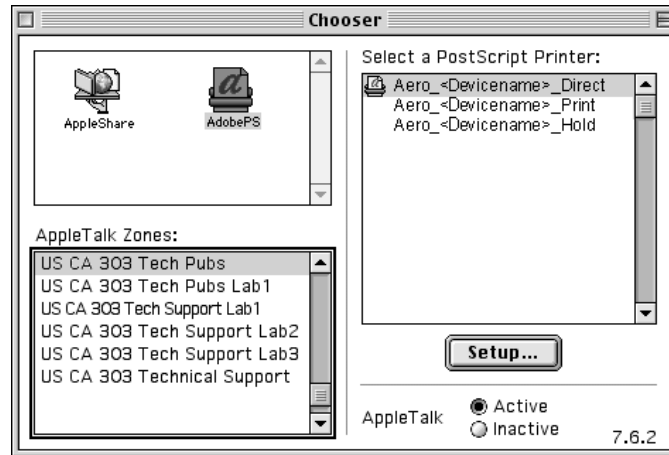 Chooser
AppleShare
AdobePS
AppleTalk Zones:
US CA 303 Tech Pubs
US CA 303 Tech Pubs Lab1
US CA 303 Tech Support Lab1
US CA 303 Tech Support Lab2
US CA 303 Tech Support Lab3
US CA 303 Technical Support
Select a PostScript Printer:
Aero_<Devicename>_Direct
Aero_<Devicename>_Print
Aero_<Devicename>_Hold
Setup...
AppleTalk
Active
Inactive
7.6.2